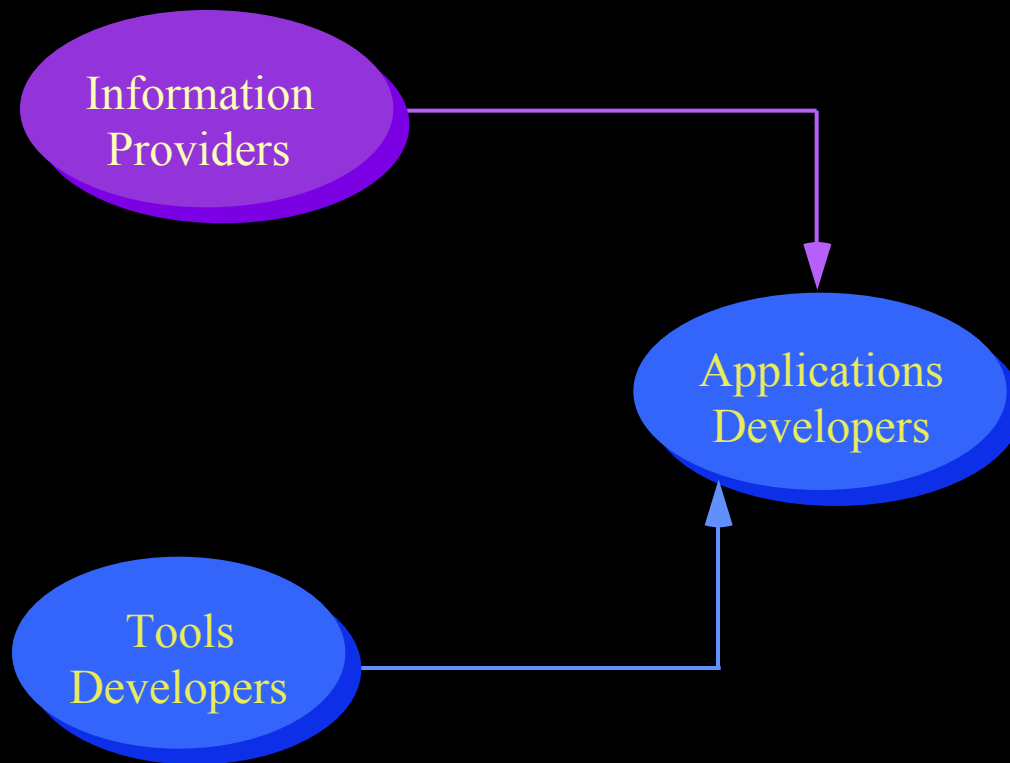 Information
Providers
Applications
Developers
Tools
Developers